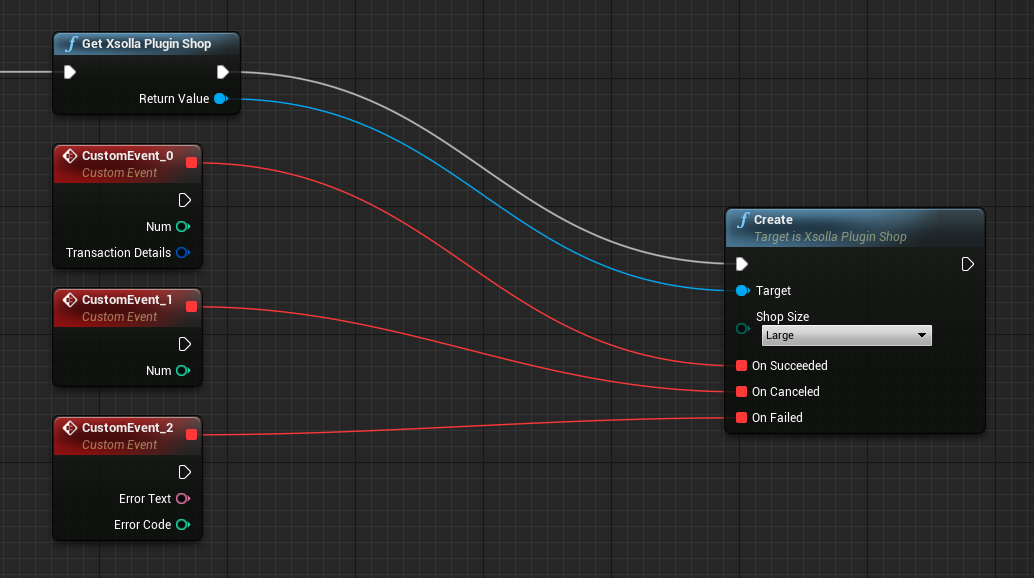 Get Xsolla Plugin Shop
Return Value
CustomEvent_0
Custom Event
Num
Transaction Details
CustomEvent_1
Custom Event
Num
CustomEvent_2
Custom Event
Error Text
Error Code
Create
Target is Xsolla Plugin Shop
Target
Shop Size
Large
On Succeeded
On Canceled
On Failed